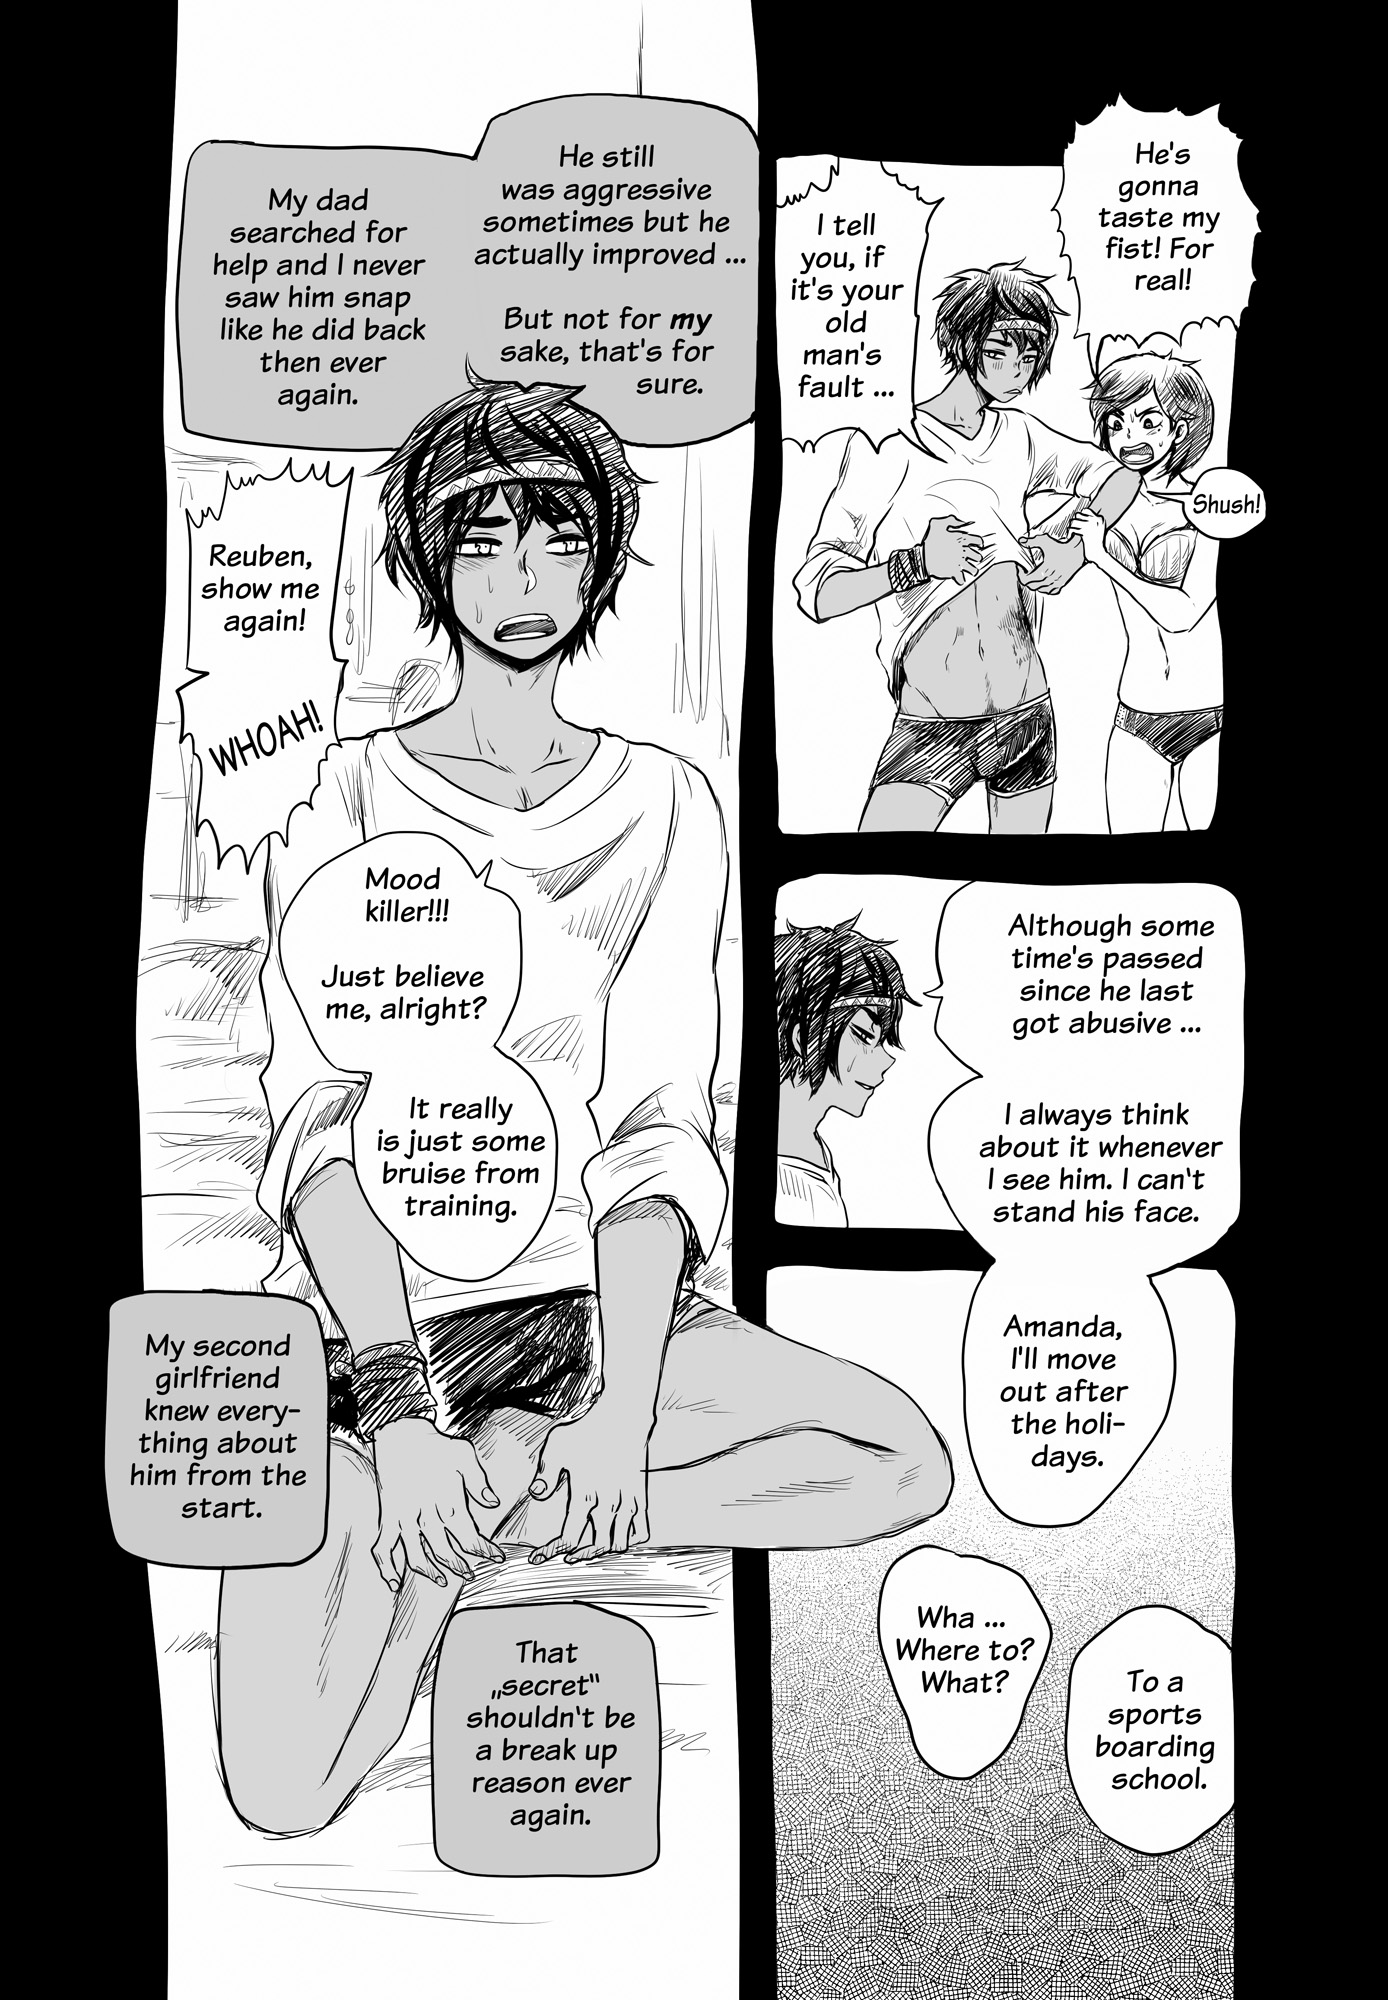 My dad
searched for
help and I never
saw him snap
like he did back
then ever
again.
He still
was aggressive
sometimes but he
actually improved ...
But not for my
sake, that's for
sure.
Reuben,
show me
again!
WHOAH!
Mood
killer!!!
Just believe
me, alright?
It really
is just some
bruise from
training.
My second
girlfriend
knew every-
thing about
him from the
start.
That
„secret“
shouldn't be
a break up
reason ever
again.
I tell
you, if
it's your
old
man's
fault ...
He's
gonna
taste my
fist! For
real!
Shush!
Although some
time's passed
since he last
got abusive ...
I always think
about it whenever
I see him. I can't
stand his face.
Amanda,
I'll move
out after
the holi-
days.
Wha ...
Where to?
What?
To a
sports
boarding
school.